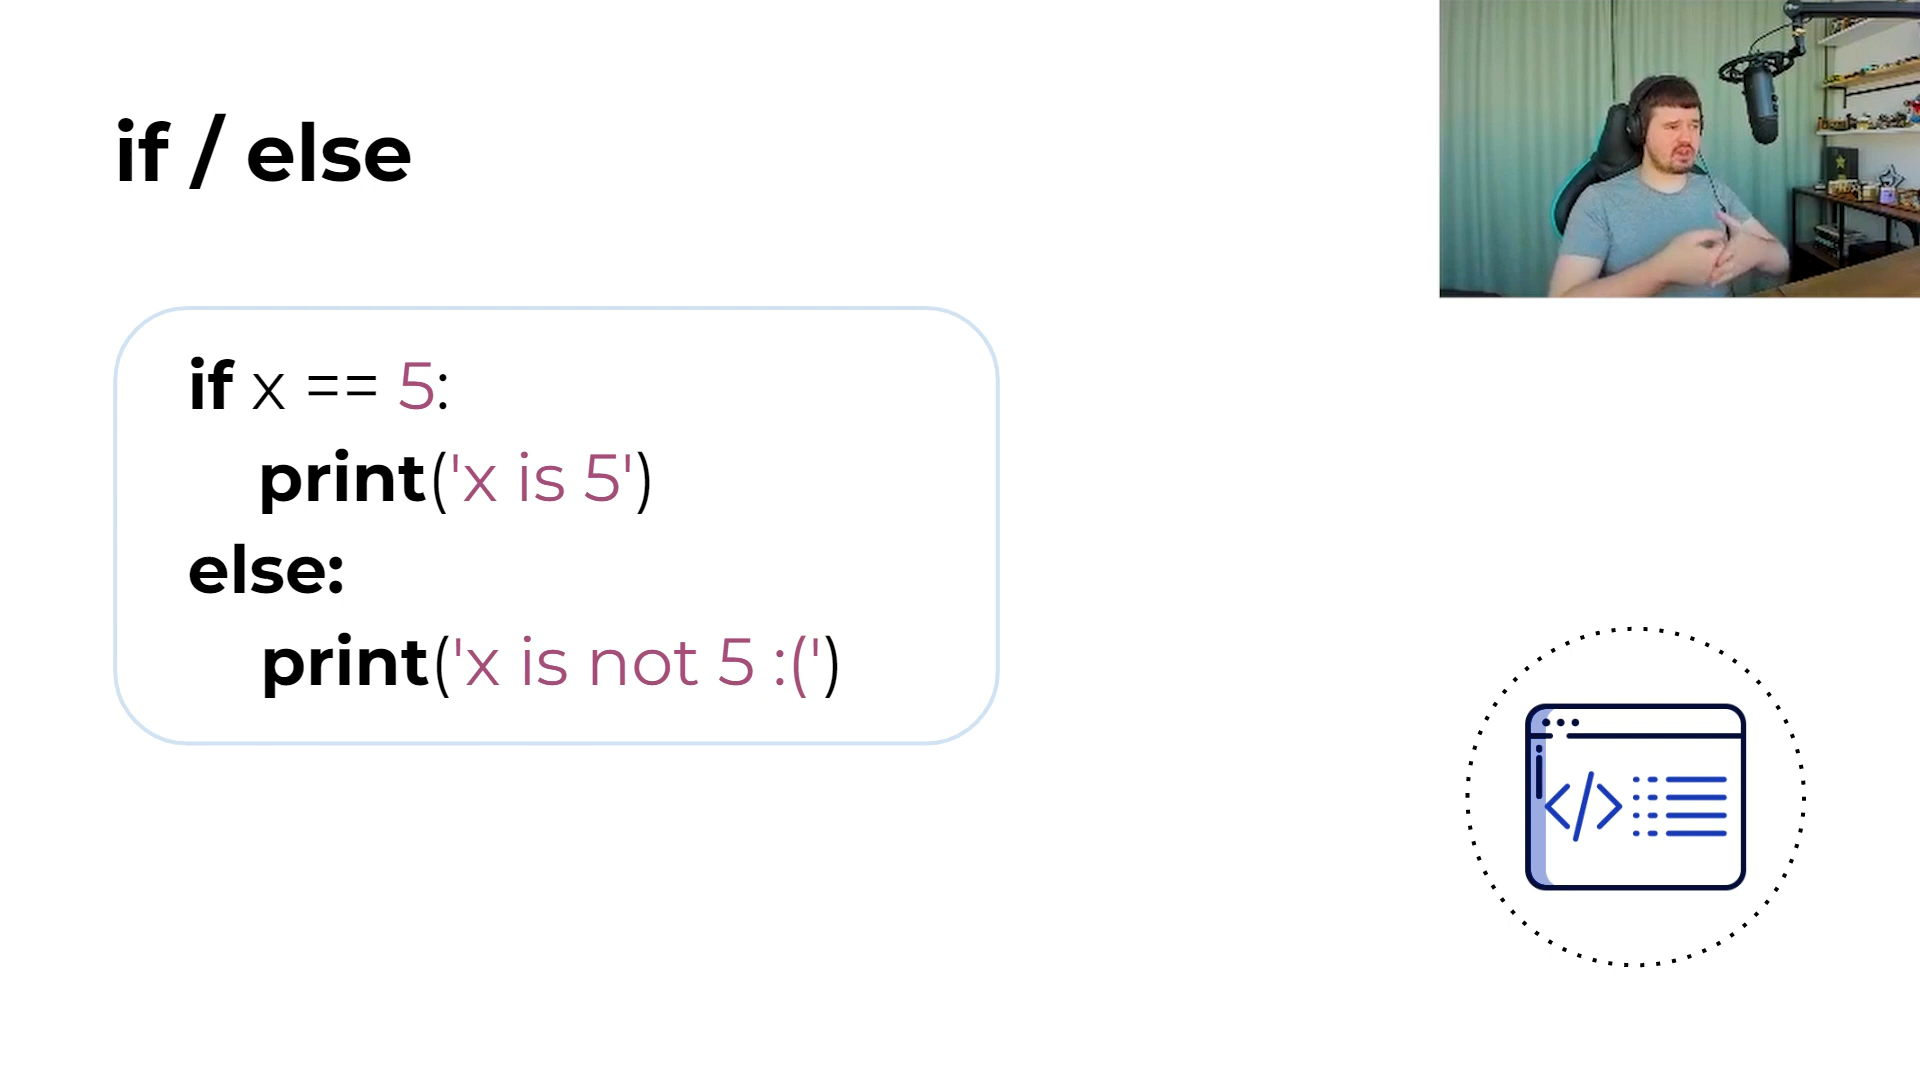 if / else
if x == 5:
print('x is 5')
else:
print('x is not 5 :(')